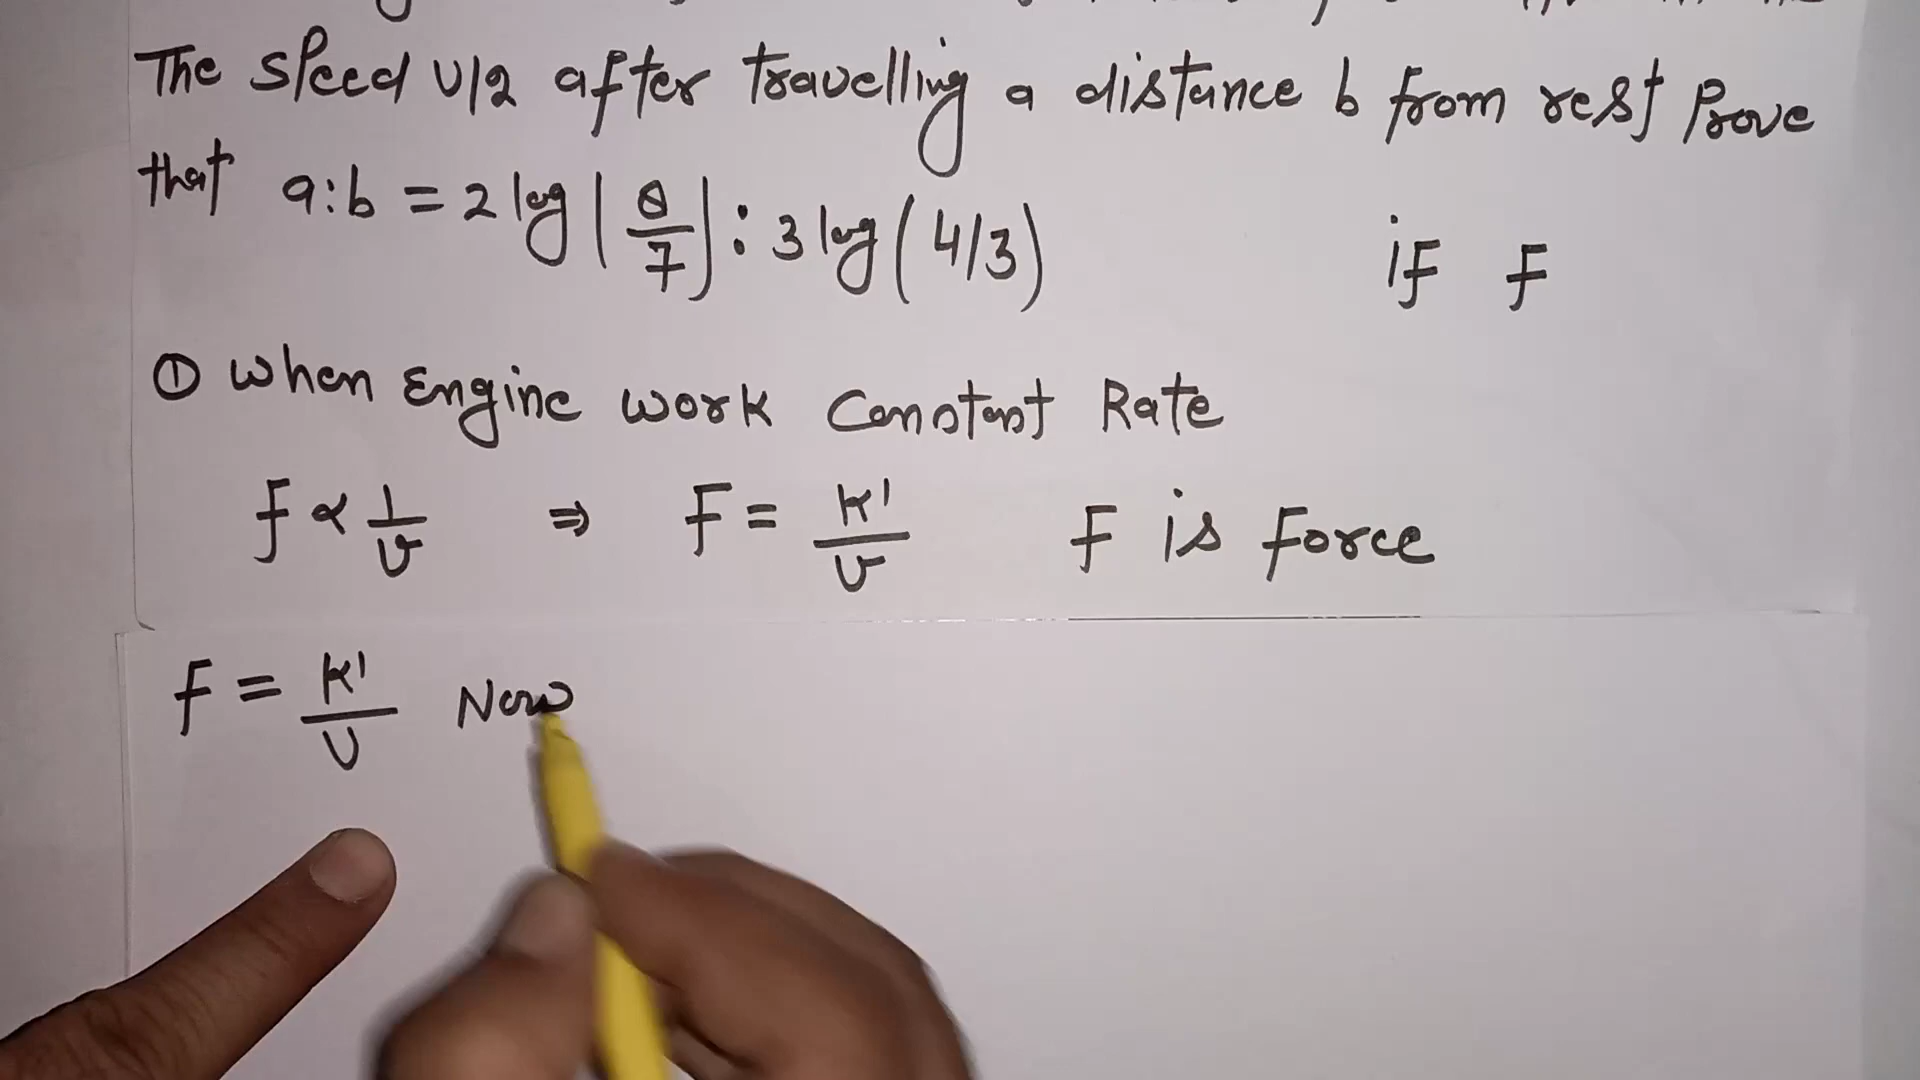 The speed U/2 after travelling a distance b from rest Prove
that a:b = 2 log(8/7) : 3 log(4/3) if F
① When Engine work Constant Rate
F ∝ 1/v ⇒ F = K'/v F is Force
F = K'/v Now